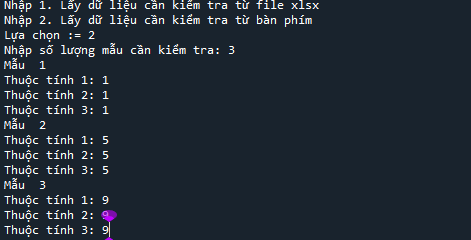 Nhập 1. Lấy dữ liệu cần kiểm tra từ file xlsx
Nhập 2. Lấy dữ liệu cần kiểm tra từ bàn phím
Lựa chọn := 2
Nhập số lượng mẫu cần kiểm tra: 3
Mẫu  1
Thuộc tính 1: 1
Thuộc tính 2: 1
Thuộc tính 3: 1
Mẫu  2
Thuộc tính 1: 5
Thuộc tính 2: 5
Thuộc tính 3: 5
Mẫu  3
Thuộc tính 1: 9
Thuộc tính 2: 9
Thuộc tính 3: 9